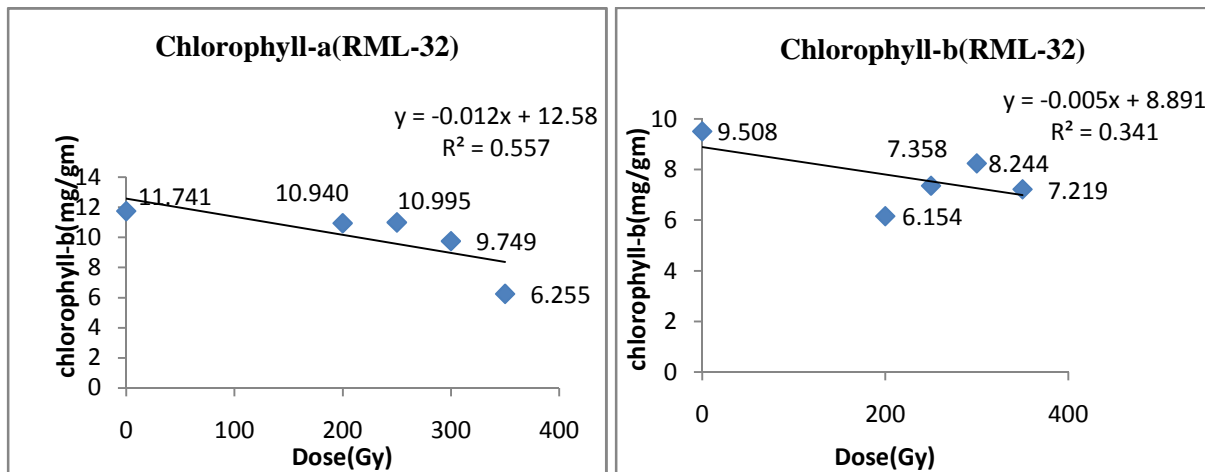 Chlorophyll-a(RML-32)
y = -0.012x + 12.58
R² = 0.557
chlorophyll-b(mg/gm)
14
12
10
8
6
4
2
0
11.741
10.940
10.995
9.749
6.255
0 100 200 300 400
Dose(Gy)
Chlorophyll-b(RML-32)
y = -0.005x + 8.891
R² = 0.341
chlorophyll-b(mg/gm)
10
8
6
4
2
0
9.508
7.358
8.244
6.154
7.219
0 200 400
Dose(Gy)